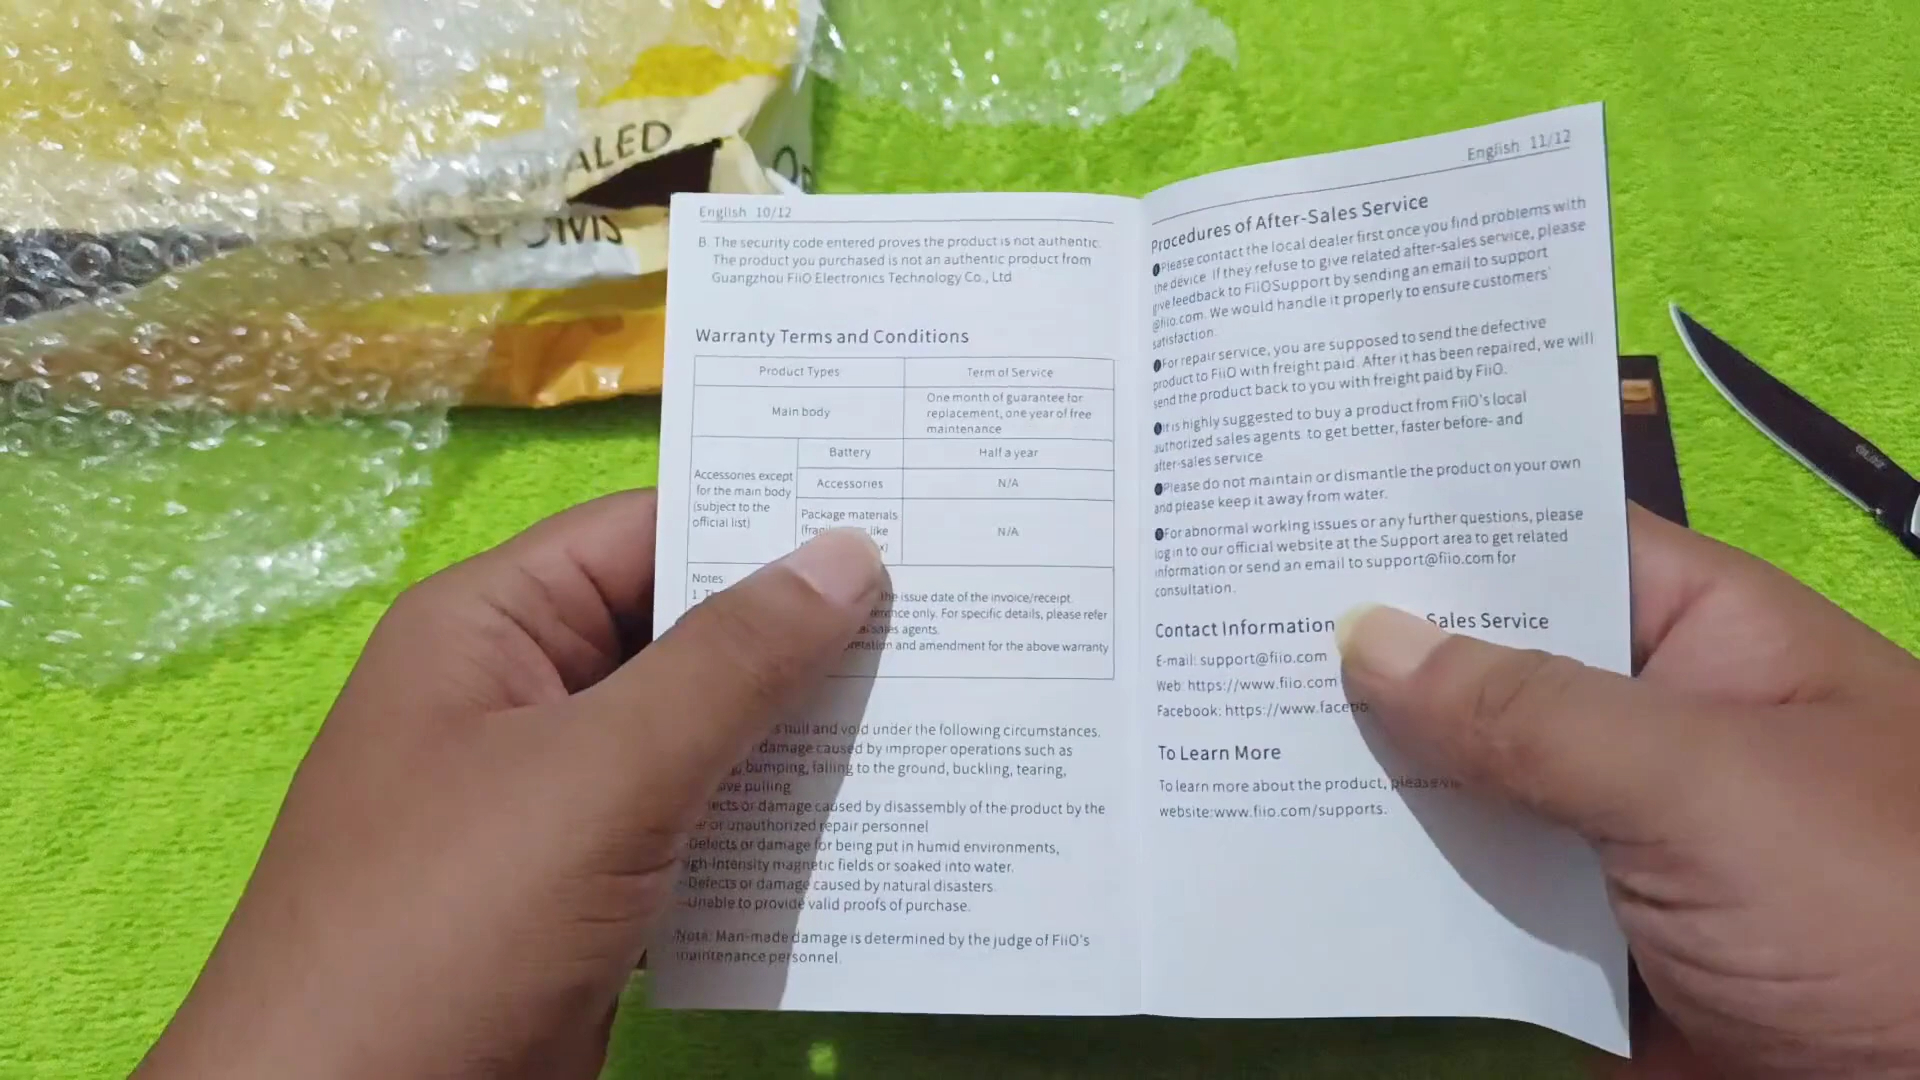 ALED
CUSTOMS
English 10/12
B. The security code entered proves the product is not authentic.
The product you purchased is not an authentic product from
Guangzhou FiiO Electronics Technology Co., Ltd
Warranty Terms and Conditions
Product Types
Term of Service
Main body
One month of guarantee for
replacement, one year of free
maintenance
Accessories except
for the main body
(subject to the
official list)
Battery
Half a year
Accessories
N/A
Package materials
like
N/A
Notes:
1.
the issue date of the invoice/receipt.
only. For specific details, please refer
sales agents.
and amendment for the above warranty
null and void under the following circumstances.
damage caused by improper operations such as
bumping, falling to the ground, buckling, tearing,
pulling
or damage caused by disassembly of the product by the
or unauthorized repair personnel
-Defects or damage for being put in humid environments,
high-intensity magnetic fields or soaked into water.
-Defects or damage caused by natural disasters.
-Unable to provide valid proofs of purchase.
Note: Man-made damage is determined by the judge of FiiO's
maintenance personnel.
English 11/12
Procedures of After-Sales Service
Please contact the local dealer first once you find problems with
the device. If they refuse to give related after-sales service, please
give feedback to FiiOSupport by sending an email to support
@fiio.com. We would handle it properly to ensure customers'
satisfaction.
For repair service, you are supposed to send the defective
product to FiiO with freight paid. After it has been repaired, we will
send the product back to you with freight paid by FiiO.
It is highly suggested to buy a product from FiiO's local
authorized sales agents to get better, faster before- and
after-sales service
Please do not maintain or dismantle the product on your own
and please keep it away from water.
For abnormal working issues or any further questions, please
log in to our official website at the Support area to get related
information or send an email to support@fiio.com for
consultation.
Contact Information Sales Service
E-mail: support@fiio.com
Web: https://www.fiio.com
Facebook: https://www.facebo
To Learn More
To learn more about the product, please
website:www.fiio.com/supports.